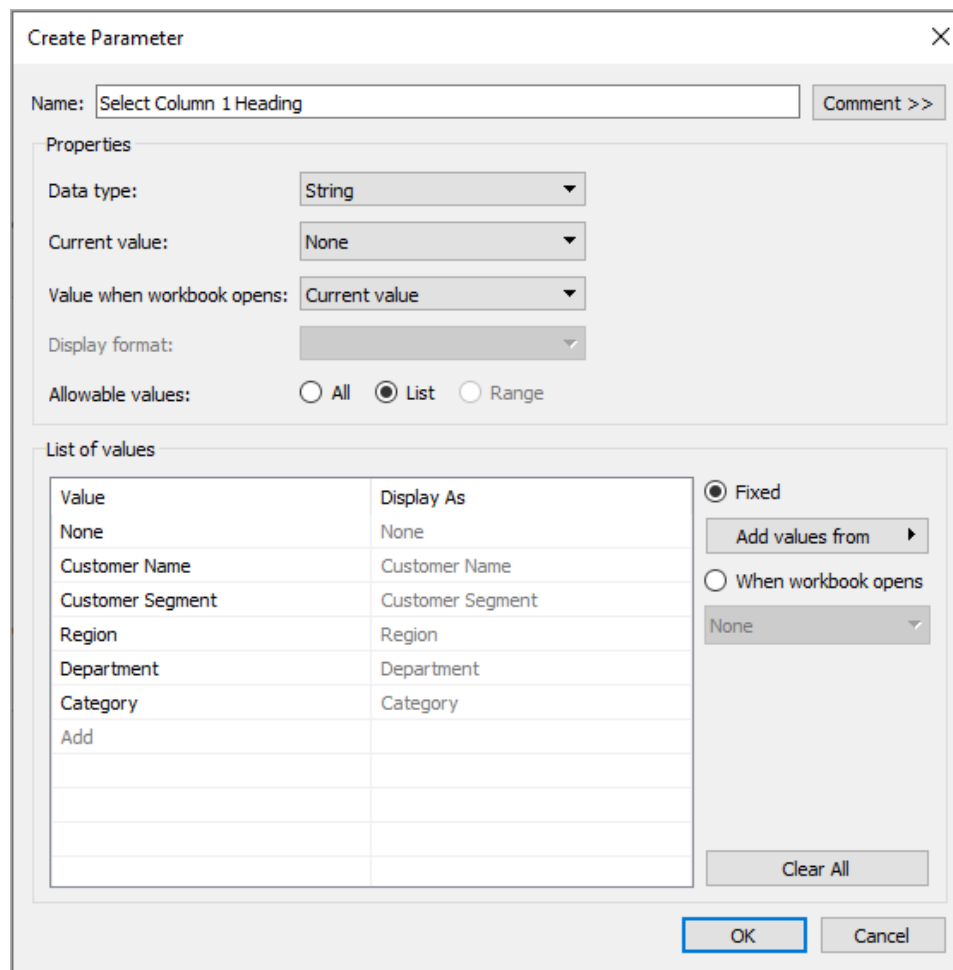 Create Parameter
Name: Select Column 1 Heading Comment >>
Properties
Data type: String
Current value: None
Value when workbook opens: Current value
Display format:
Allowable values: All List Range
List of values
Value Display As Fixed
None None Add values from
Customer Name Customer Name When workbook opens
Customer Segment Customer Segment None
Region Region
Department Department
Category Category
Add
Clear All
OK Cancel